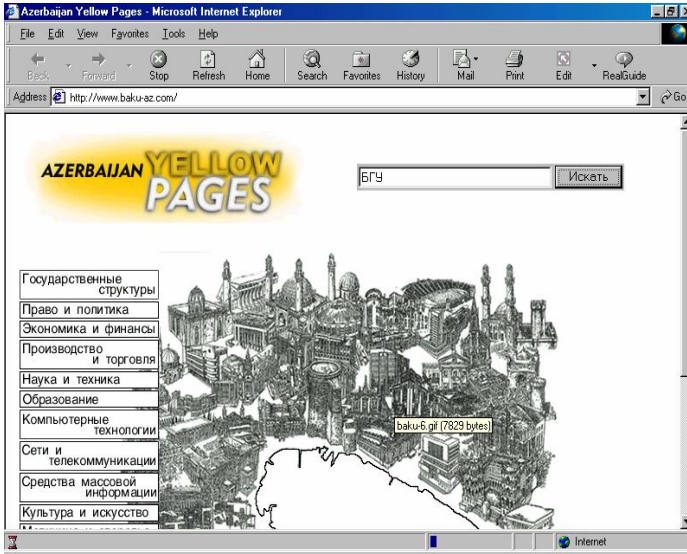 Azerbaijan Yellow Pages - Microsoft Internet Explorer
File Edit View Favorites Tools Help
Back Forward Stop Refresh Home Search Favorites History Mail Print Edit RealGuide
Address http://www.baku-az.com/ Go
AZERBAIJAN YELLOW
PAGES
БГУ Искать
Государственные
структуры
Право и политика
Экономика и финансы
Производство
и торговля
Наука и техника
Образование
Компьютерные
технологии
baku-6.gif (7829 bytes)
Сети и
телекоммуникации
Средства массовой
информации
Культура и искусство
Internet